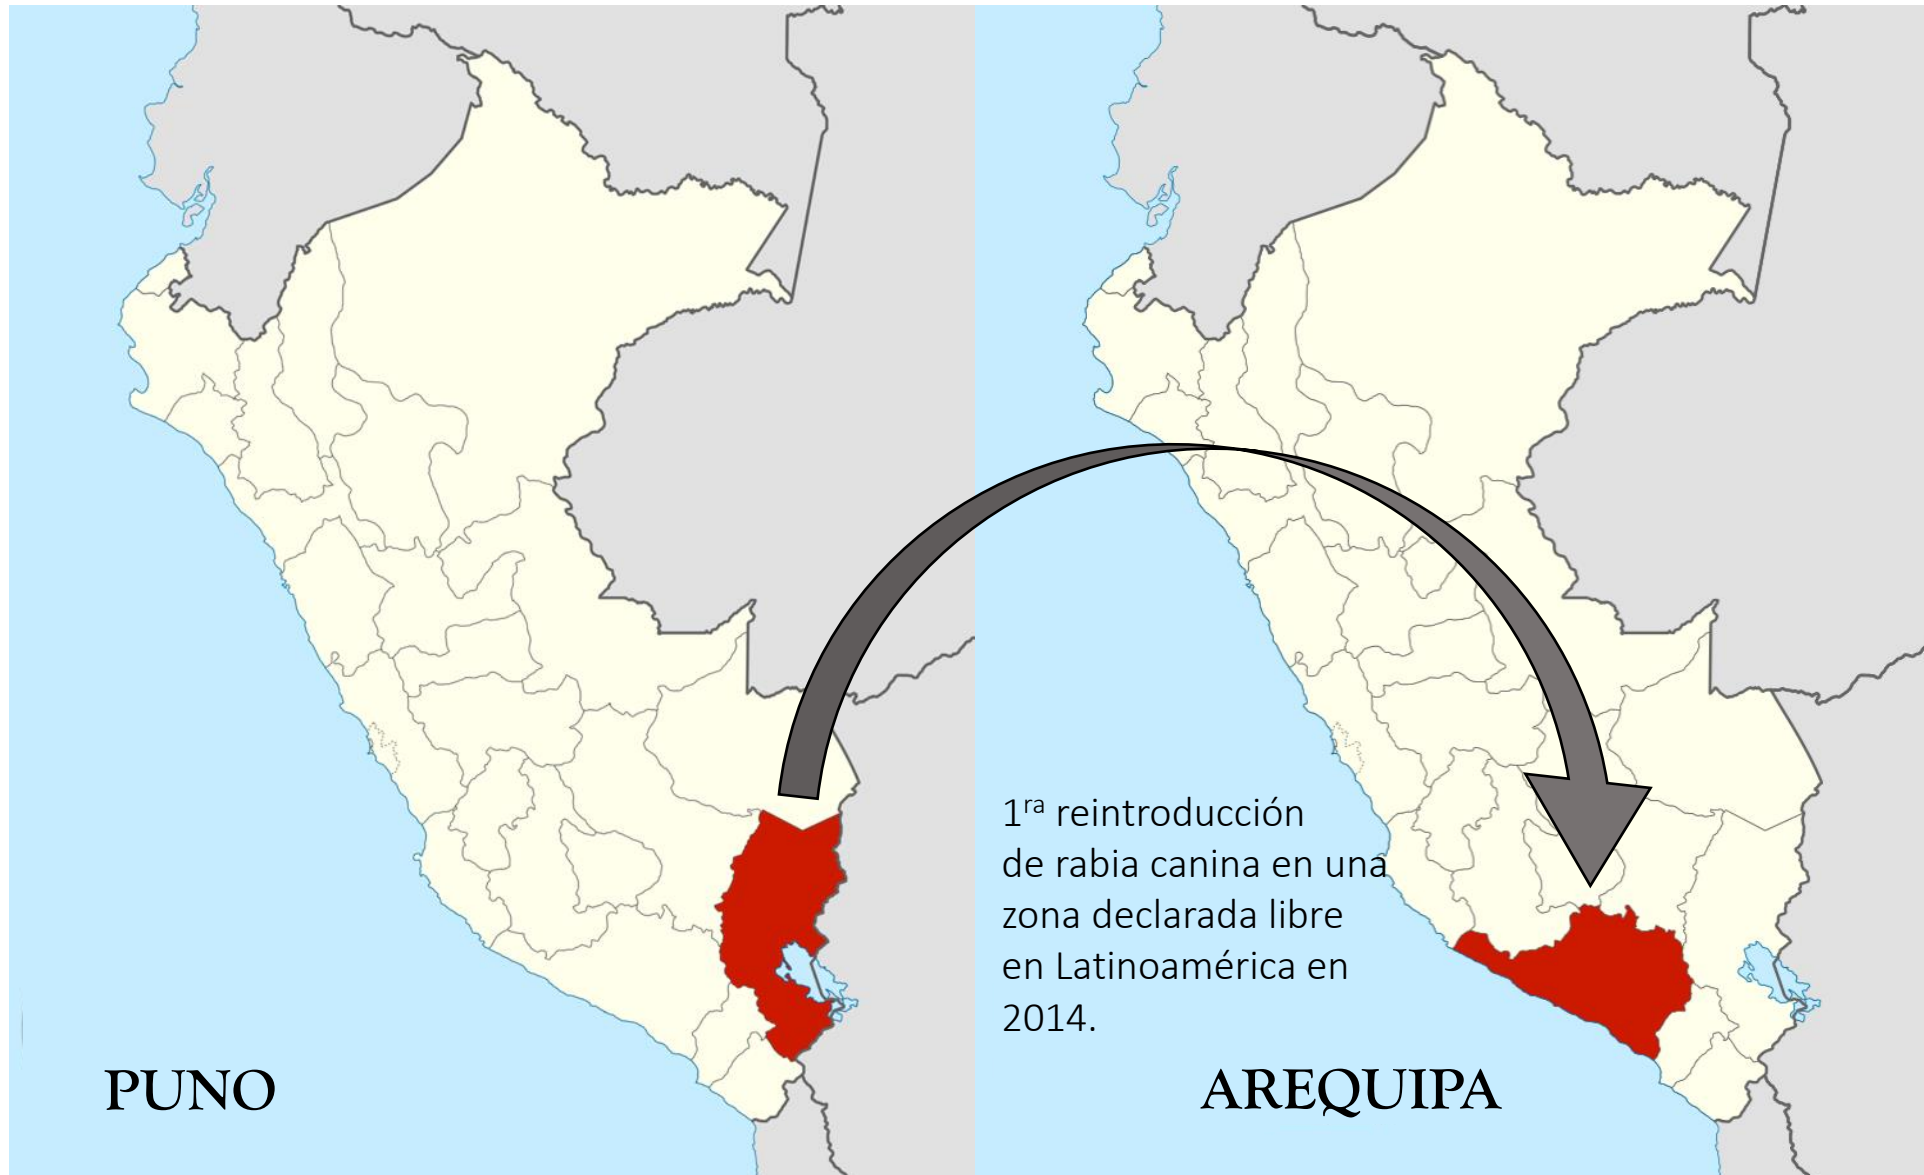 PUNO
1ra reintroducción
de rabia canina en una
zona declarada libre
en Latinoamérica en
2014.
AREQUIPA